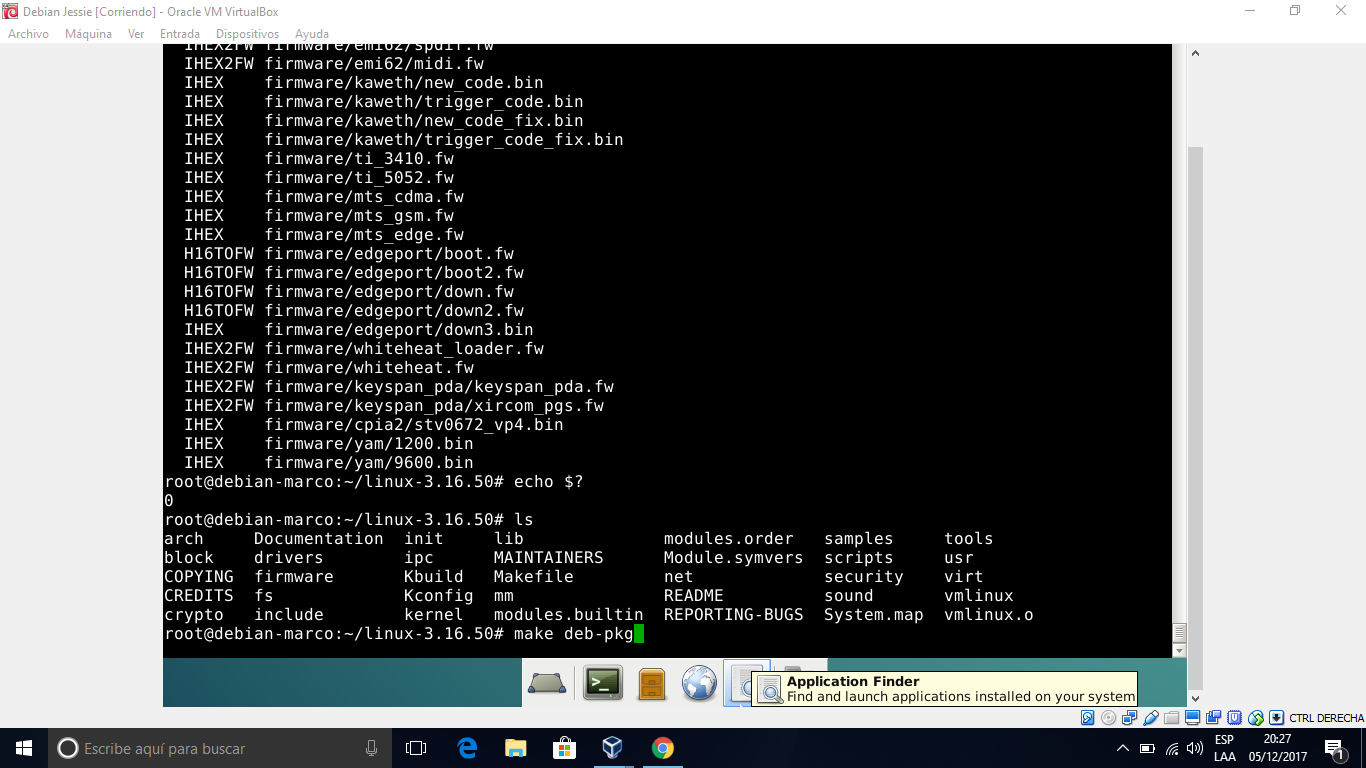 Debian Jessie [Corriendo] - Oracle VM VirtualBox
Archivo Máquina Ver Entrada Dispositivos Ayuda
IHEX2FW firmware/emi62/spdif.fw
IHEX2FW firmware/emi62/midi.fw
IHEX firmware/kaweth/new_code.bin
IHEX firmware/kaweth/trigger_code.bin
IHEX firmware/kaweth/new_code_fix.bin
IHEX firmware/kaweth/trigger_code_fix.bin
IHEX firmware/ti_3410.fw
IHEX firmware/ti_5052.fw
IHEX firmware/mts_cdma.fw
IHEX firmware/mts_gsm.fw
IHEX firmware/mts_edge.fw
H16TOFW firmware/edgeport/boot.fw
H16TOFW firmware/edgeport/boot2.fw
H16TOFW firmware/edgeport/down.fw
H16TOFW firmware/edgeport/down2.fw
IHEX firmware/edgeport/down3.bin
IHEX2FW firmware/whiteheat_loader.fw
IHEX2FW firmware/whiteheat.fw
IHEX2FW firmware/keyspan_pda/keyspan_pda.fw
IHEX2FW firmware/keyspan_pda/xircom_pgs.fw
IHEX firmware/cpia2/stv0672_vp4.bin
IHEX firmware/yam/1200.bin
IHEX firmware/yam/9600.bin
root@debian-marco:~/linux-3.16.50# echo $?
0
root@debian-marco:~/linux-3.16.50# ls
arch Documentation init lib modules.order samples tools
block drivers ipc MAINTAINERS Module.symvers scripts usr
COPYING firmware Kbuild Makefile net security virt
CREDITS fs Kconfig mm README sound vmlinux
crypto include kernel modules.builtin REPORTING-BUGS System.map vmlinux.o
root@debian-marco:~/linux-3.16.50# make deb-pkg
Application Finder
Find and launch applications installed on your system
CTRL DERECHA
Escribe aquí para buscar
ESP
LAA
20:27
05/12/2017
1